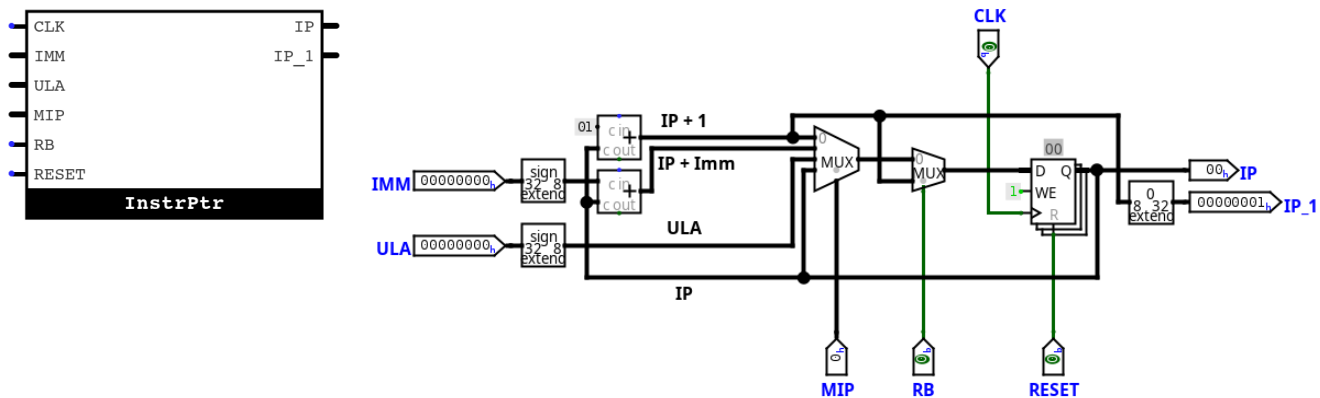 CLK IP
IMM IP_1
ULA
MIP
RB
RESET
InstrPtr
CLK
01
c in
c out
+
IP + 1
IP + Imm
c in
c out
+
IMM
00000000h
sign
32 8
extend
ULA
00000000h
sign
32 8
extend
ULA
IP
0
MUX
0
MUX
00
D Q
1
WE
R
00h
IP
0
8 32
extend
00000001h
IP_1
0h
MIP
RB
RESET